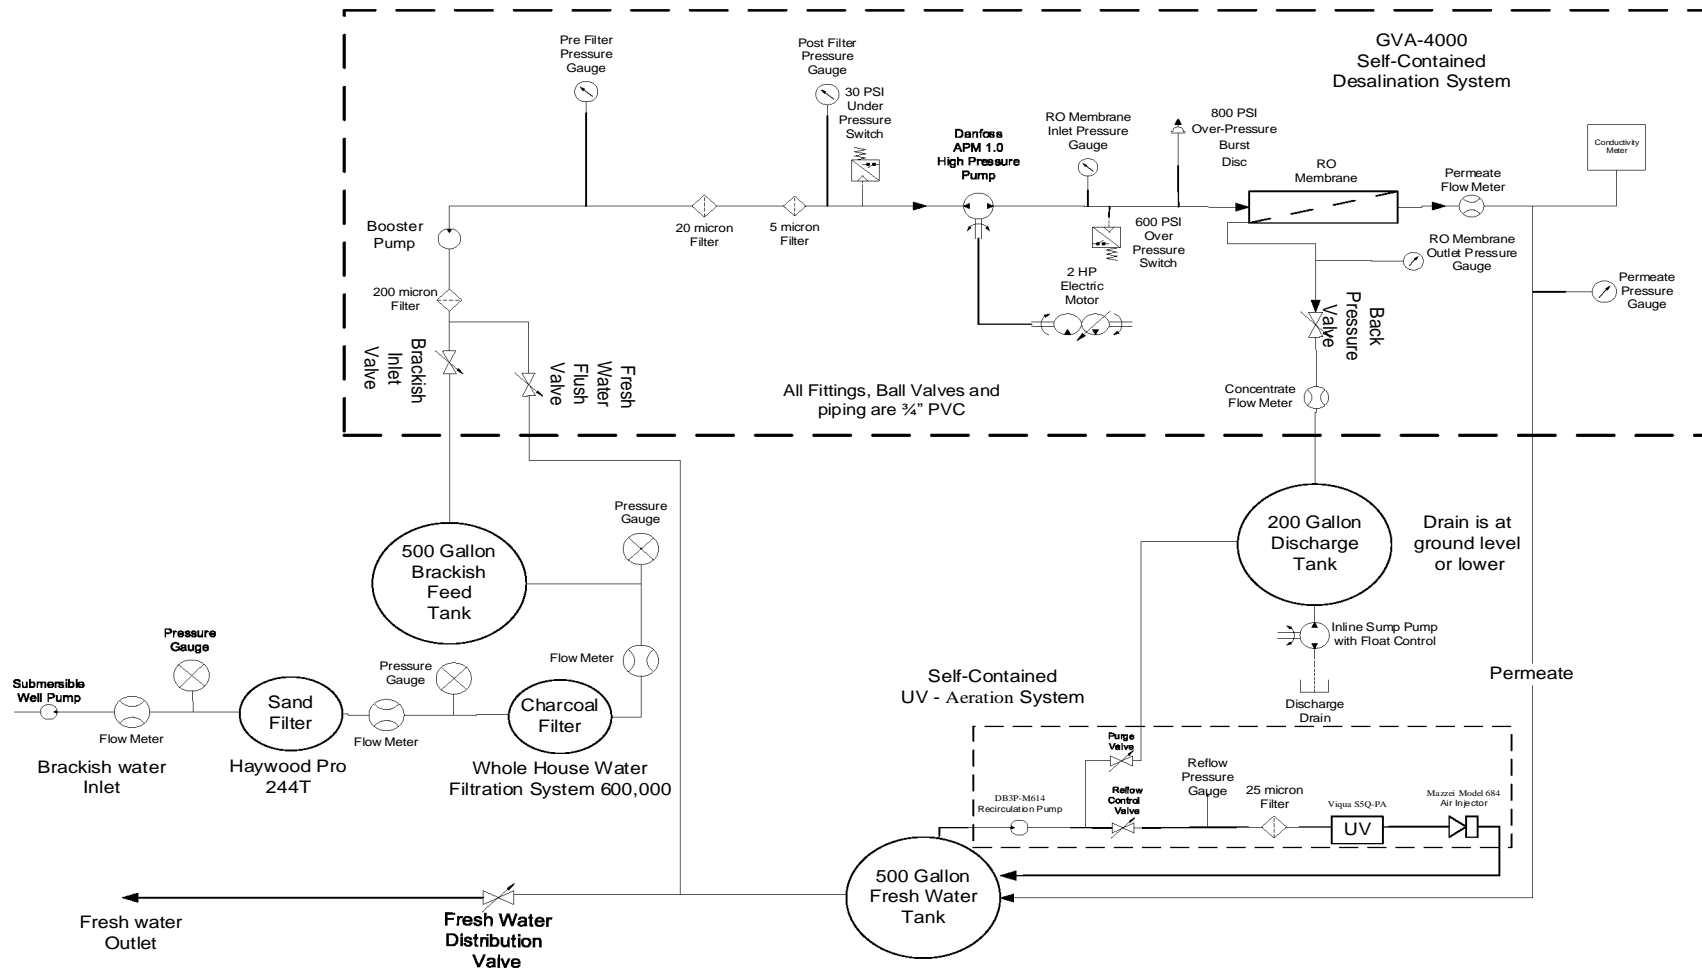 GVA-4000
Self-Contained
Desalination System
Pre Filter
Pressure
Gauge
Post Filter
Pressure
Gauge
30 PSI
Under
Pressure
Switch
Danfoss
APM 1.0
High Pressure
Pump
RO Membrane
Inlet Pressure
Gauge
800 PSI
Over-Pressure
Burst
Disc
RO
Membrane
Permeate
Flow Meter
Conductivity
Meter
Booster
Pump
20 micron
Filter
5 micron
Filter
600 PSI
Over
Pressure
Switch
RO Membrane
Outlet Pressure
Gauge
Permeate
Pressure
Gauge
200 micron
Filter
2 HP
Electric
Motor
Brackish
Inlet
Valve
Fresh
Water
Flush
Valve
Back
Pressure
Valve
All Fittings, Ball Valves and
piping are ¾” PVC
Concentrate
Flow Meter
Pressure
Gauge
500 Gallon
Brackish
Feed
Tank
200 Gallon
Discharge
Tank
Drain is at
ground level
or lower
Inline Sump Pump
with Float Control
Discharge
Drain
Permeate
Submersible
Well Pump
Pressure
Gauge
Flow Meter
Sand
Filter
Pressure
Gauge
Flow Meter
Charcoal
Filter
Flow Meter
Brackish water
Inlet
Haywood Pro
244T
Whole House Water
Filtration System 600,000
Self-Contained
UV - Aeration System
Purge
Valve
DB3P-M614
Recirculation Pump
Reflow
Control
Valve
Reflow
Pressure
Gauge
25 micron
Filter
Viqua S5Q-PA
UV
Mazzei Model 684
Air Injector
500 Gallon
Fresh Water
Tank
Fresh water
Outlet
Fresh Water
Distribution
Valve